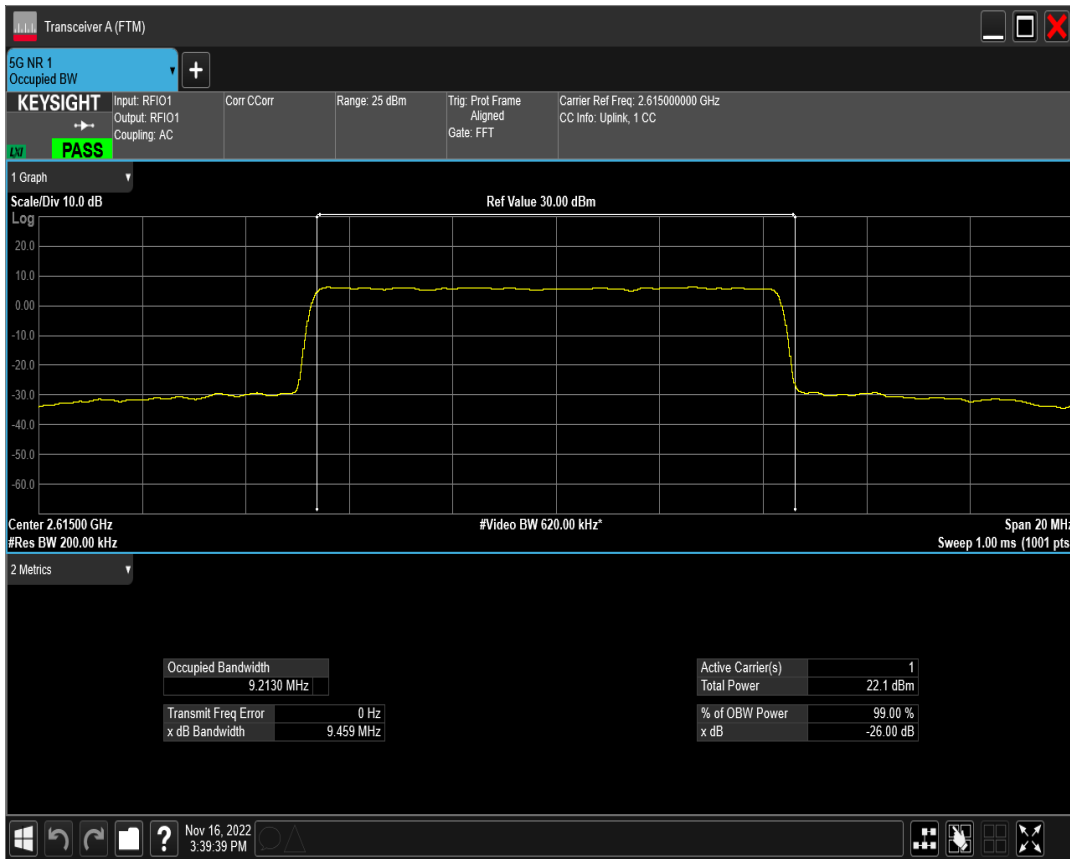 Transceiver A (FTM)
5G NR 1
Occupied BW
+
KEYSIGHT
LXI
PASS
Input: RFIO1
Output: RFIO1
Coupling: AC
Corr CCorr
Range: 25 dBm
Trig: Prot Frame
Aligned
Gate: FFT
Carrier Ref Freq: 2.615000000 GHz
CC Info: Uplink, 1 CC
1 Graph
Scale/Div 10.0 dB
Ref Value 30.00 dBm
Log
20.0
10.0
0.00
-10.0
-20.0
-30.0
-40.0
-50.0
-60.0
Center 2.61500 GHz
#Video BW 620.00 kHz*
Span 20 MHz
#Res BW 200.00 kHz
Sweep 1.00 ms (1001 pts
2 Metrics
Occupied Bandwidth
9.2130 MHz
Transmit Freq Error 0 Hz
x dB Bandwidth 9.459 MHz
Active Carrier(s) 1
Total Power 22.1 dBm
% of OBW Power 99.00 %
x dB -26.00 dB
?
Nov 16, 2022
3:39:39 PM